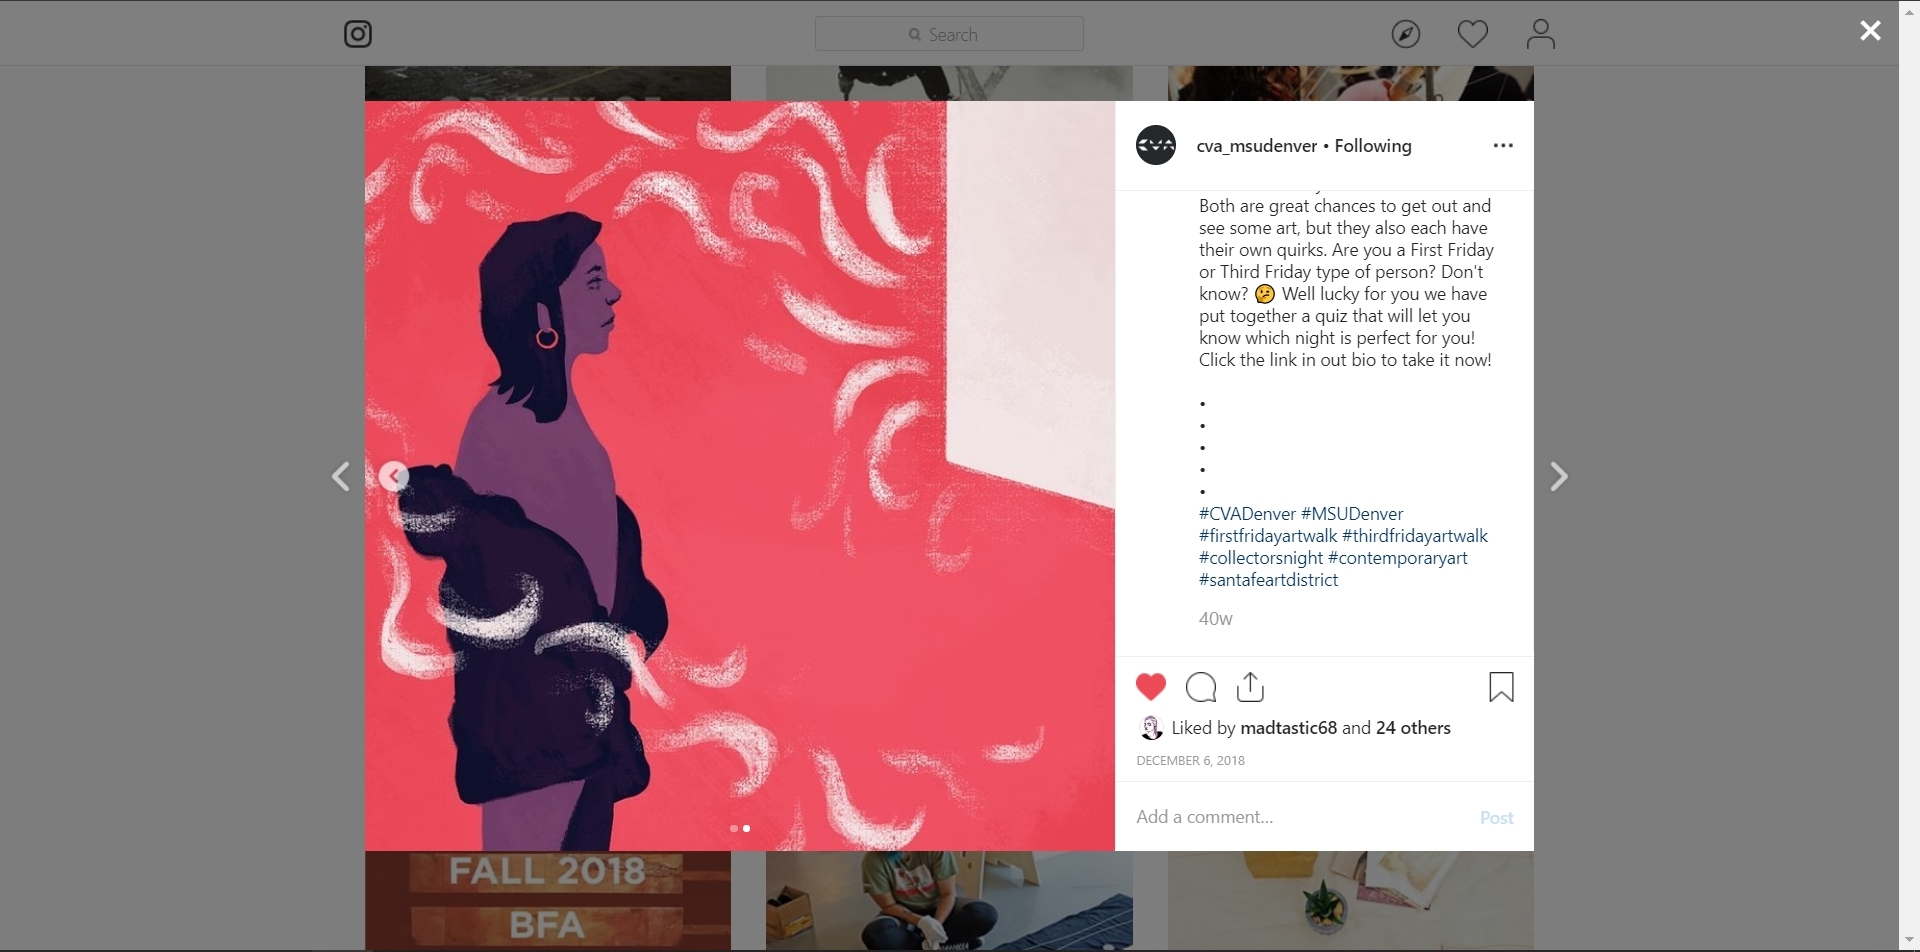 Search
cva_msudenver • Following
Both are great chances to get out and
see some art, but they also each have
their own quirks. Are you a First Friday
or Third Friday type of person? Don't
know? 🤔 Well lucky for you we have
put together a quiz that will let you
know which night is perfect for you!
Click the link in out bio to take it now!
•
•
•
•
•
#CVADenver #MSUDenver
#firstfridayartwalk #thirdfridayartwalk
#collectorsnight #contemporaryart
#santafeartdistrict
40w
Liked by madtastic68 and 24 others
DECEMBER 6, 2018
Add a comment...
Post
FALL 2018
BFA